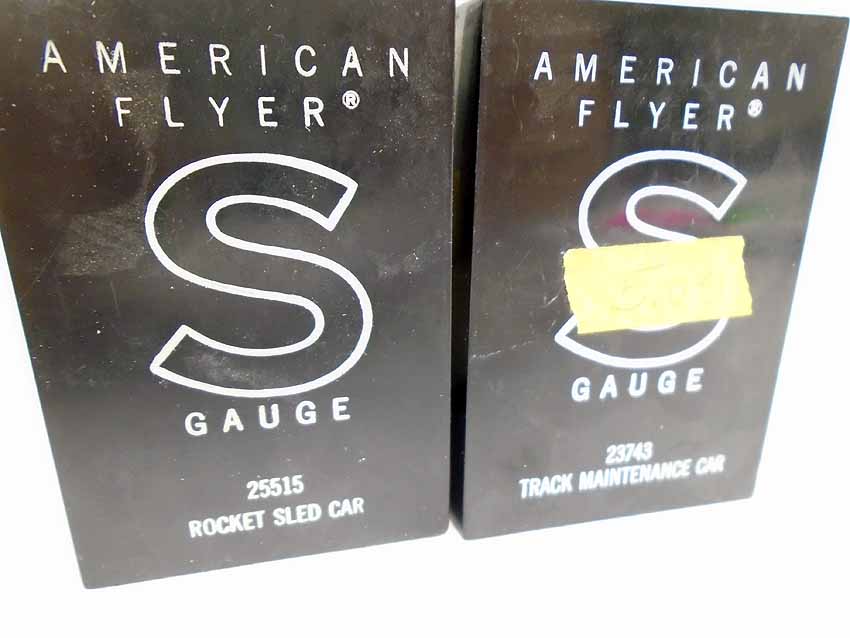 AMERICAN
FLYER®
S
GAUGE
25515
ROCKET SLED CAR
AMERICAN
FLYER®
S
GAUGE
23743
TRACK MAINTENANCE CAR